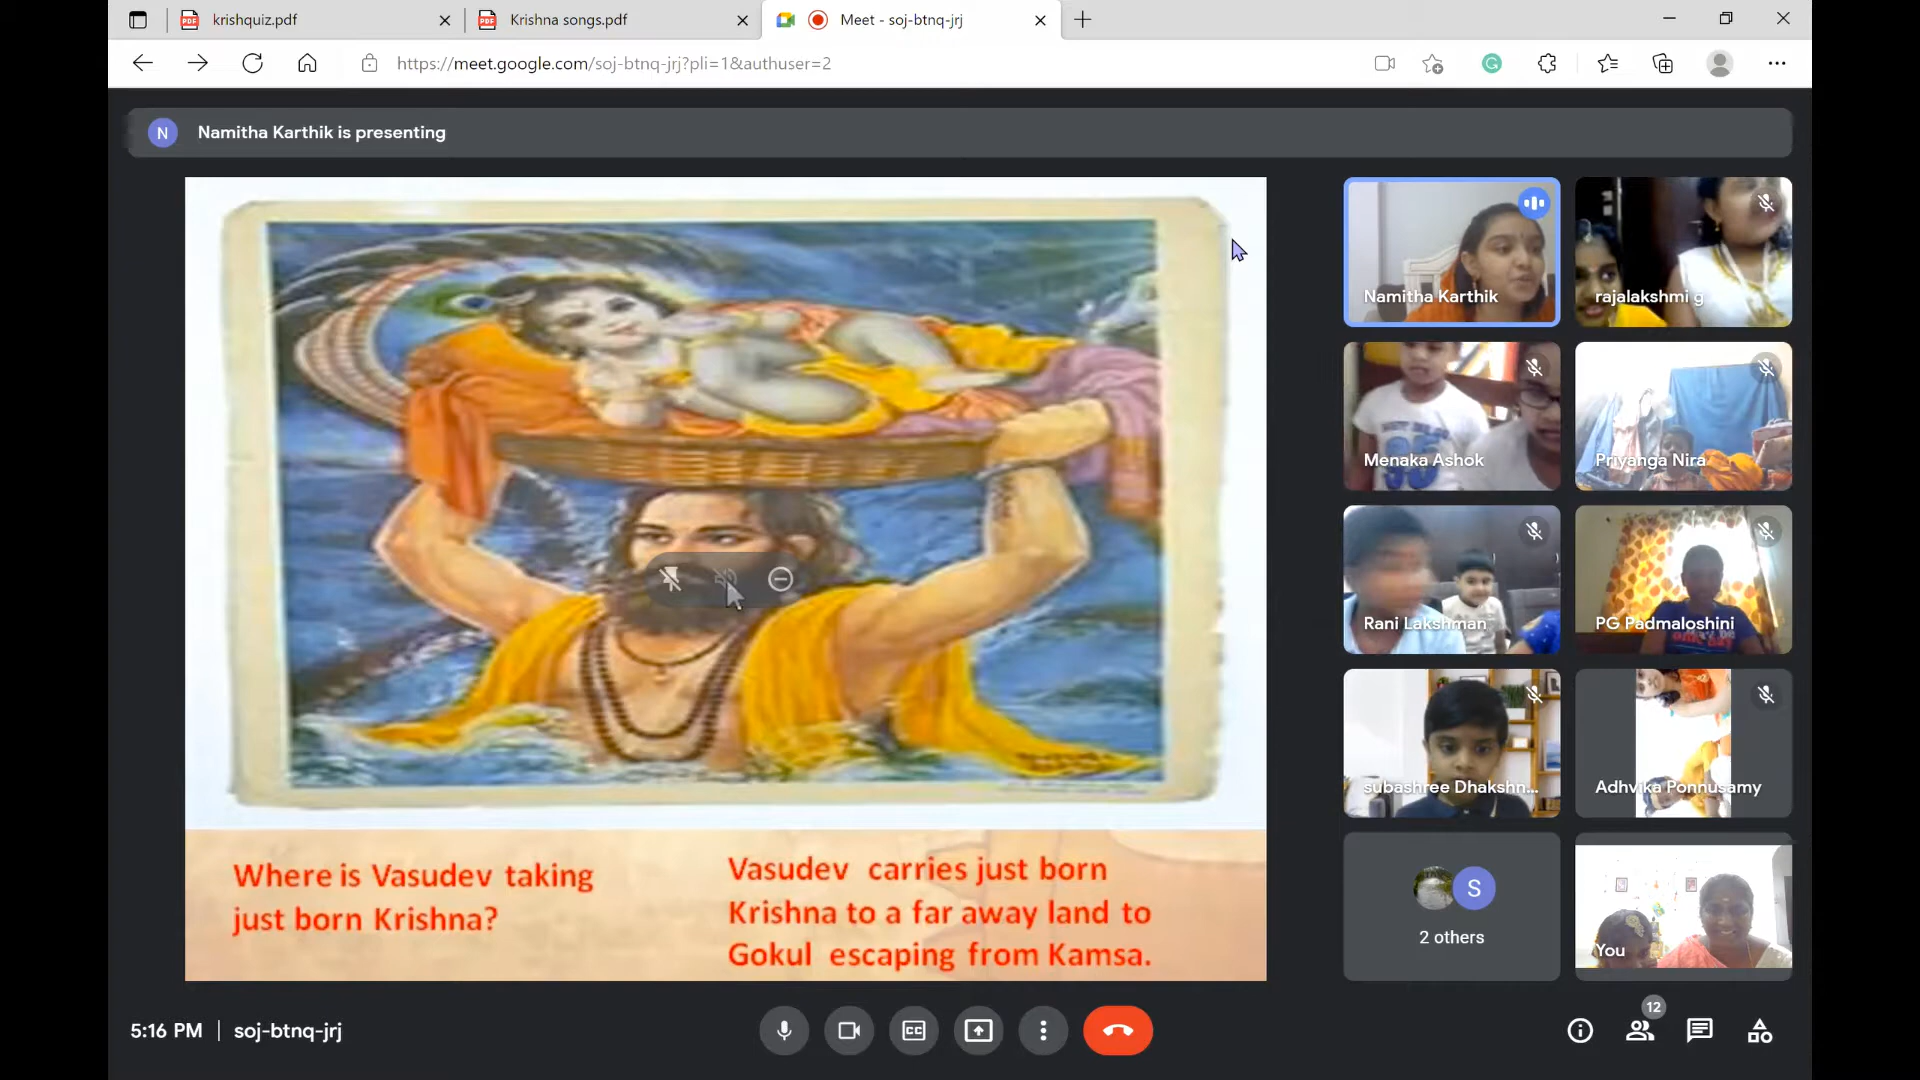 krishquiz.pdf
Krishna songs.pdf
Meet - soj-btnq-jrj
https://meet.google.com/soj-btnq-jrj?pli=1&authuser=2
N
Namitha Karthik is presenting
Namitha Karthik
rajalakshmi g
Menaka Ashok
Priyanga Nira
Rani Lakshman
PG Padmaloshini
subashree Dhakshn...
Adhvika Ponnusamy
S
2 others
You
Where is Vasudev taking
just born Krishna?
Vasudev carries just born
Krishna to a far away land to
Gokul escaping from Kamsa.
5:16 PM | soj-btnq-jrj
CC
12